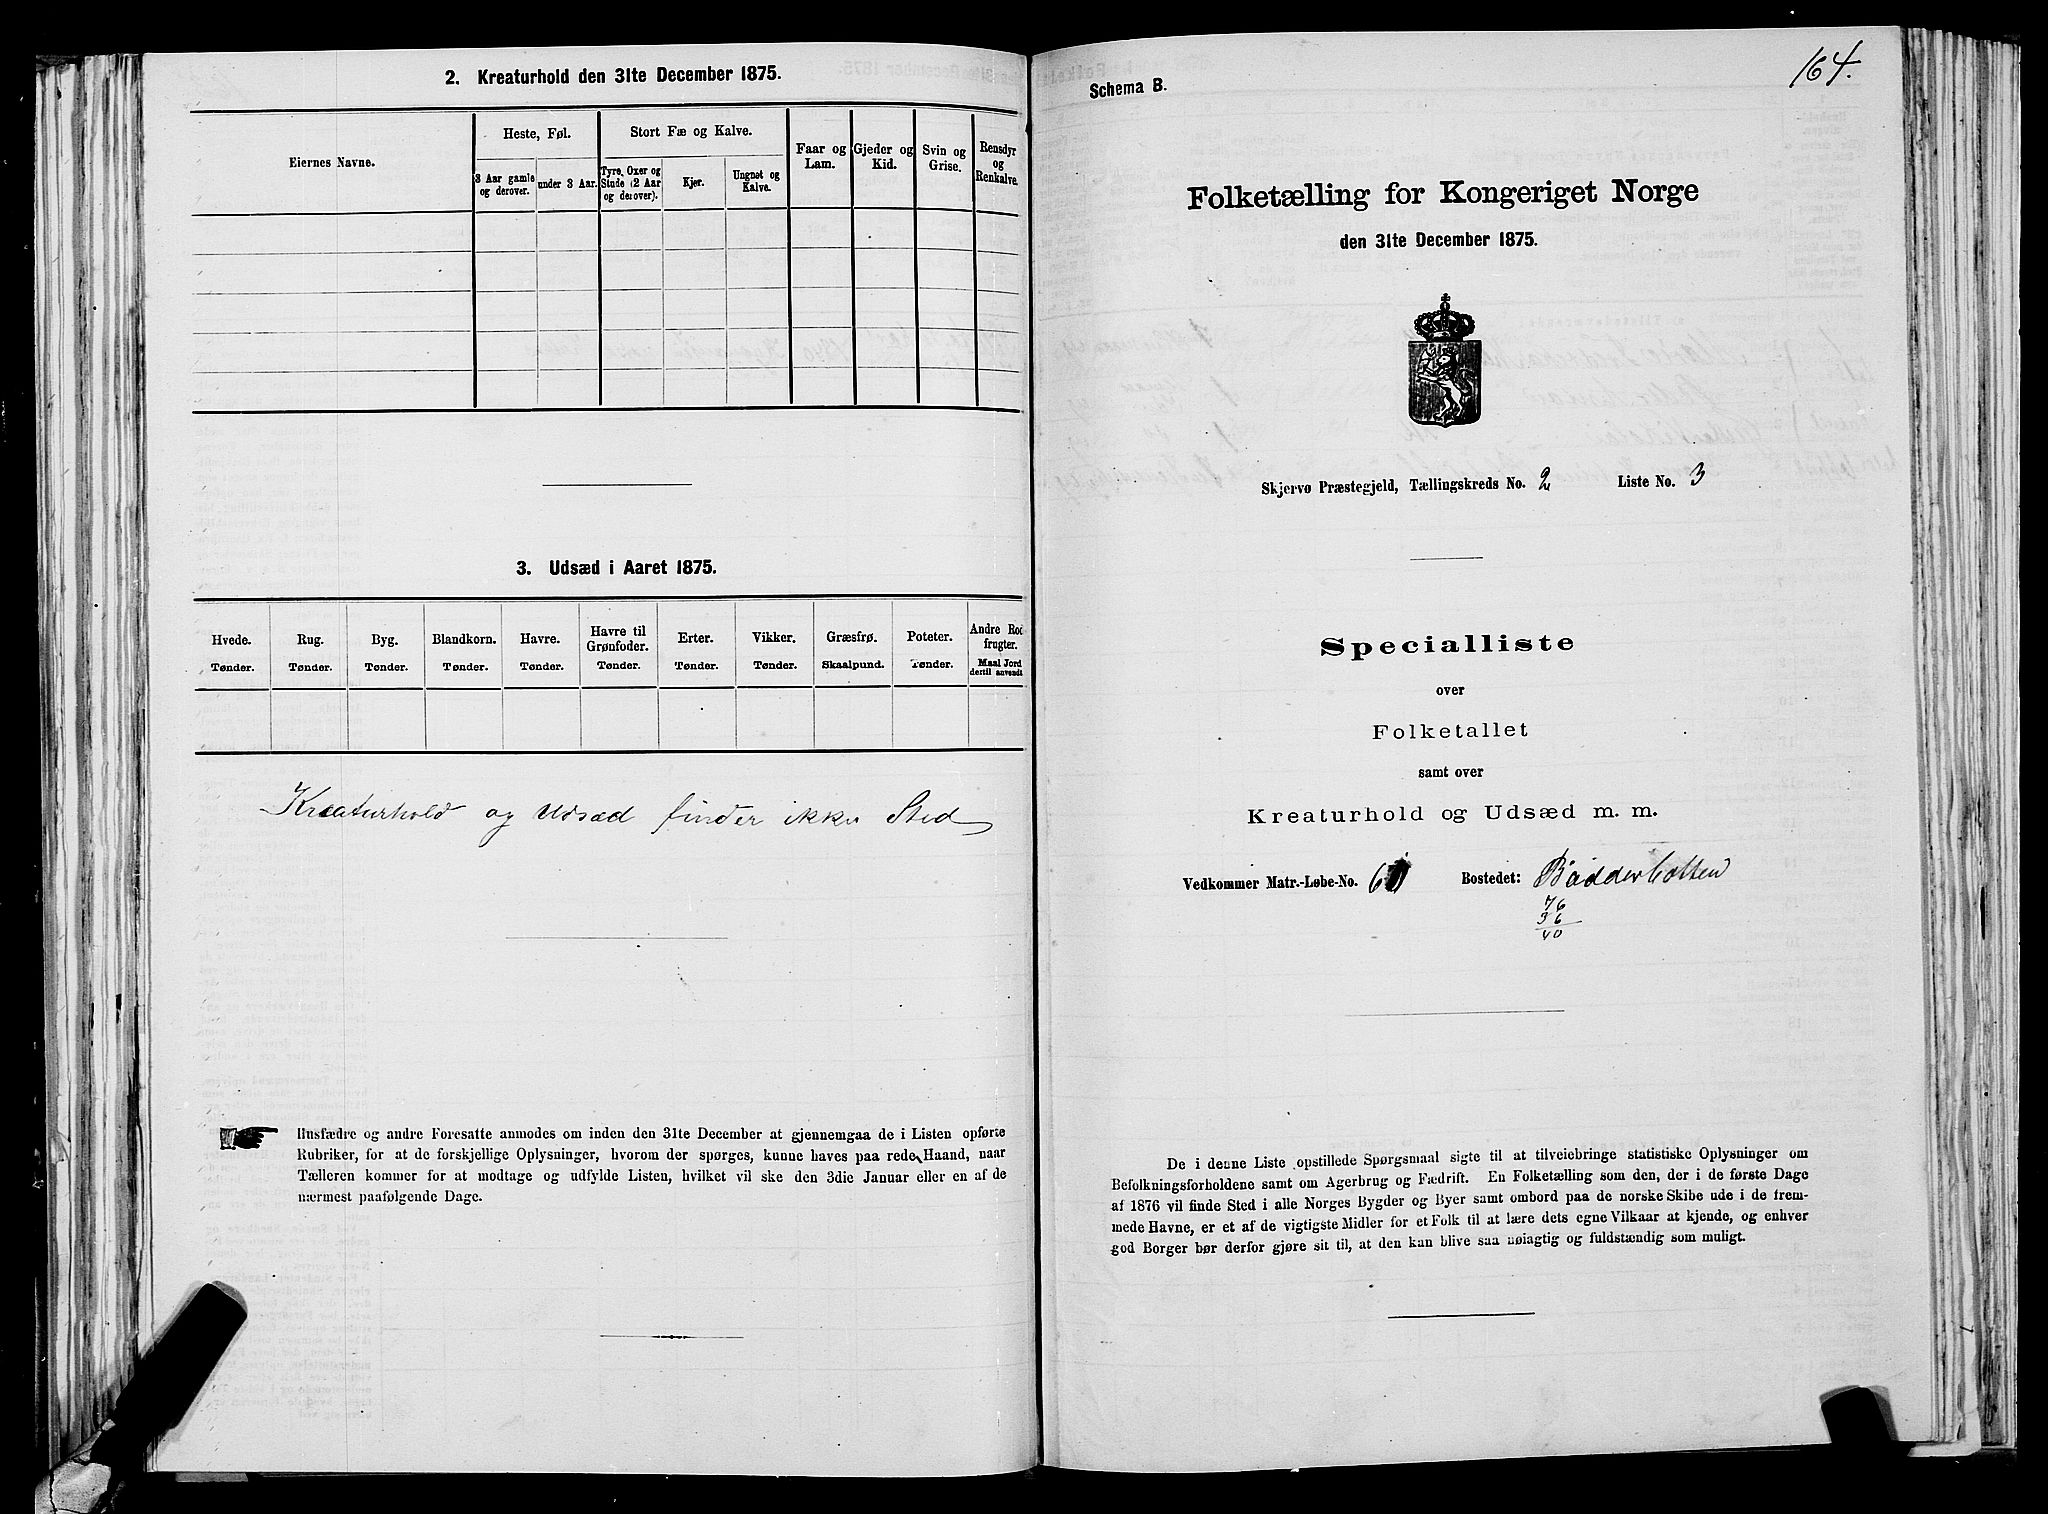 2. Kreaturhold den 31te December 1875.
Eiernes Navne.
Heste, Føl.
Stort Fæ og Kalve.
Faar og Lam.
Gjeder og Kid.
Svin og Grise.
Rensdyr og Renkalve.
3 Aar gamle og derover.
under 3 Aar.
Tyre, Oxer og Stude (2 Aar og derover).
Kjør.
Ungnøt og Kalve.
3. Udsæd i Aaret 1875.
Hvede. Rug. Byg. Blandkorn. Havre. Havre til Grønfoder. Erter. Vikker. Græsfrø. Poteter. Andre Rodfrugter.
Tønder. Tønder. Tønder. Tønder. Tønder. Tønder. Tønder. Tønder. Skaalpund. Tønder. Maal Jord dertil anvendt
Kreaturhold og Udsæd finder ikke Sted
Husfædre og andre Foresatte anmodes om inden den 31te December at gjennemgaa de i Listen opførte
Rubriker, for at de forskjellige Oplysninger, hvorom der spørges, kunne haves paa rede Haand, naar
Tælleren kommer for at modtage og udfylde Listen, hvilket vil ske den 3die Januar eller en af de
nærmest paafølgende Dage.
164.
Schema B.
Folketælling for Kongeriget Norge
den 31te December 1875.
Skjervø Præstegjeld, Tællingskreds No. 2 Liste No. 3
Specialliste
over
Folketallet
samt over
Kreaturhold og Udsæd m. m.
Vedkommer Matr.-Løbe-No. 6 Bostedet: Badderbotten
76
36
40
De i denne Liste opstillede Spørgsmaal sigte til at tilveiebringe statistiske Oplysninger om
Befolkningsforholdene samt om Agerbrug og Fædrift. En Folketælling som den, der i de første Dage
af 1876 vil finde Sted i alle Norges Bygder og Byer samt ombord paa de norske Skibe ude i de frem-
mede Havne, er et af de vigtigste Midler for et Folk til at lære dets egne Vilkaar at kjende, og enhver
god Borger bør derfor gjøre sit til, at den kan blive saa nøiagtig og fuldstændig som muligt.